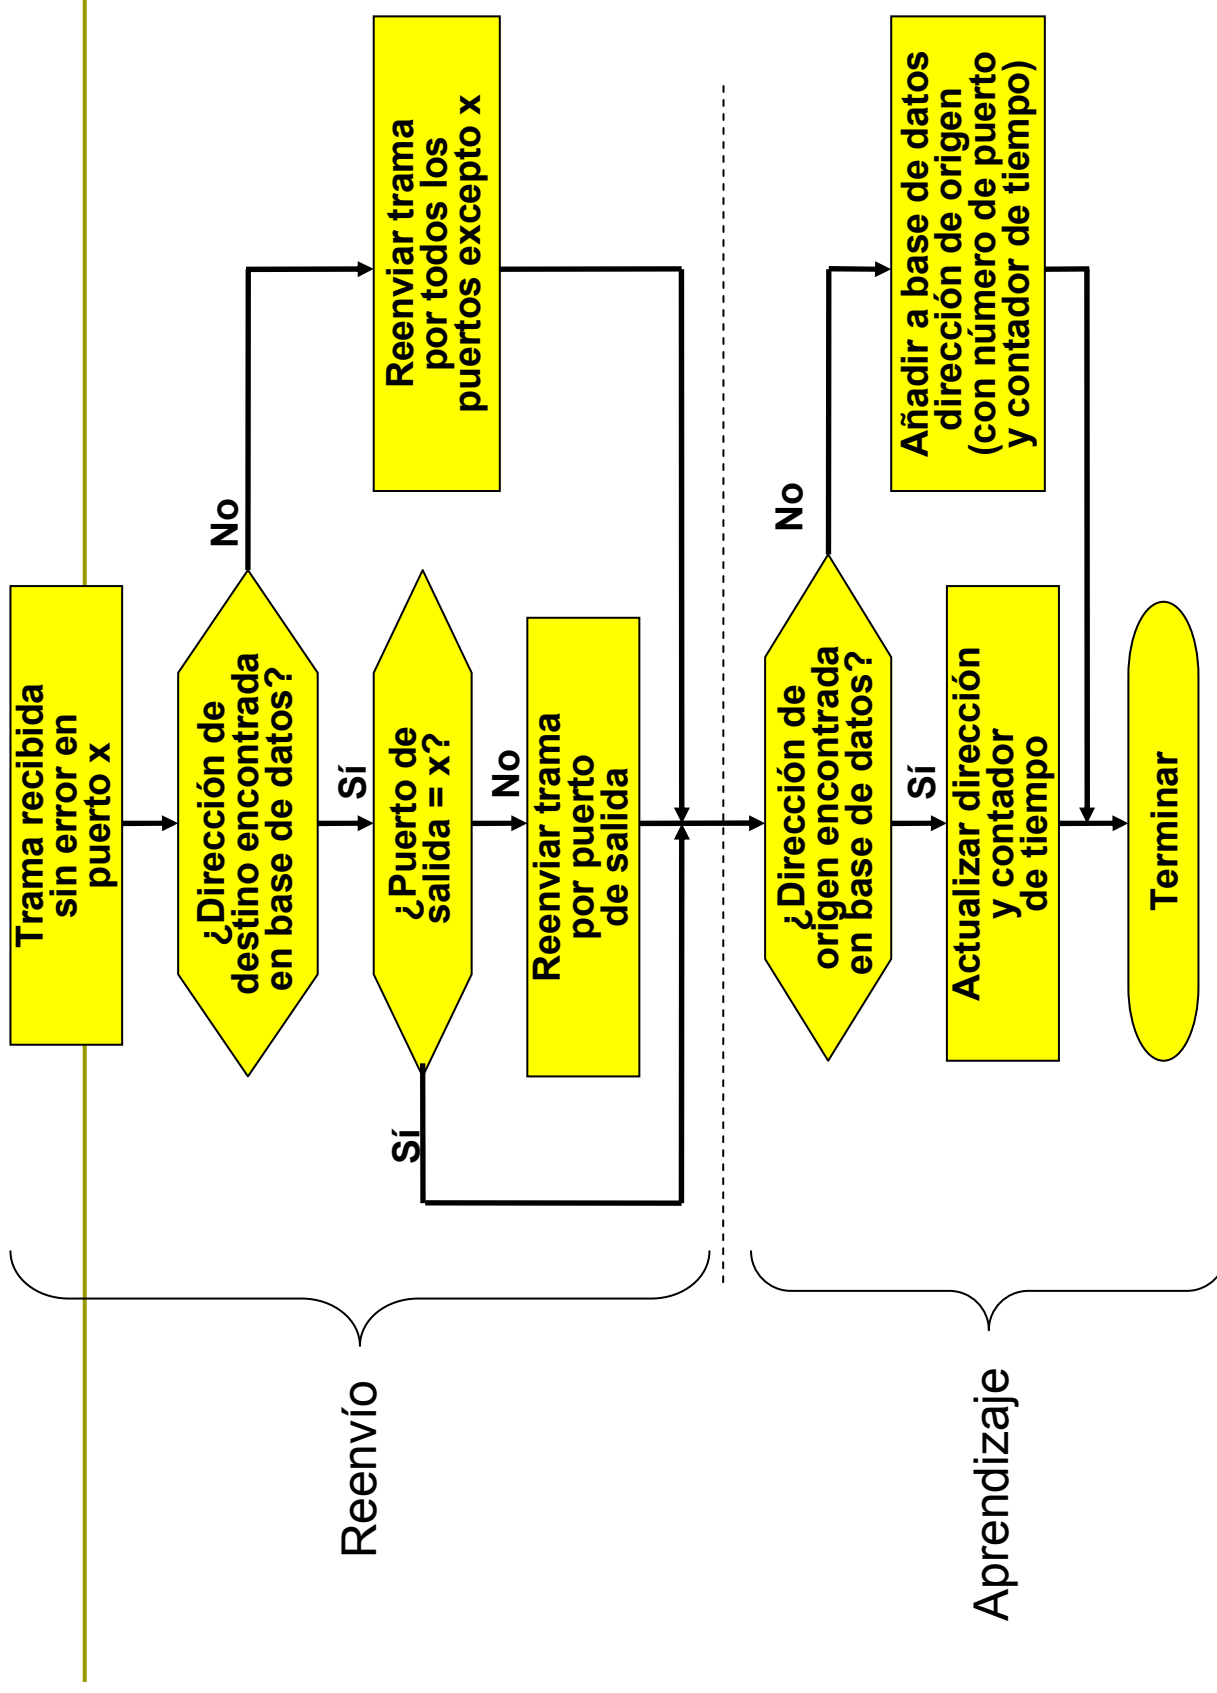 Trama recibida
sin error en
puerto x
¿Dirección de
destino encontrada
en base de datos?
No
Sí
Reenviar trama
por todos los
puertos excepto x
¿Puerto de
salida = x?
Sí
No
Reenviar trama
por puerto
de salida
Reenvío
¿Dirección de
origen encontrada
en base de datos?
No
Sí
Añadir a base de datos
dirección de origen
(con número de puerto
y contador de tiempo)
Actualizar dirección
y contador
de tiempo
Terminar
Aprendizaje